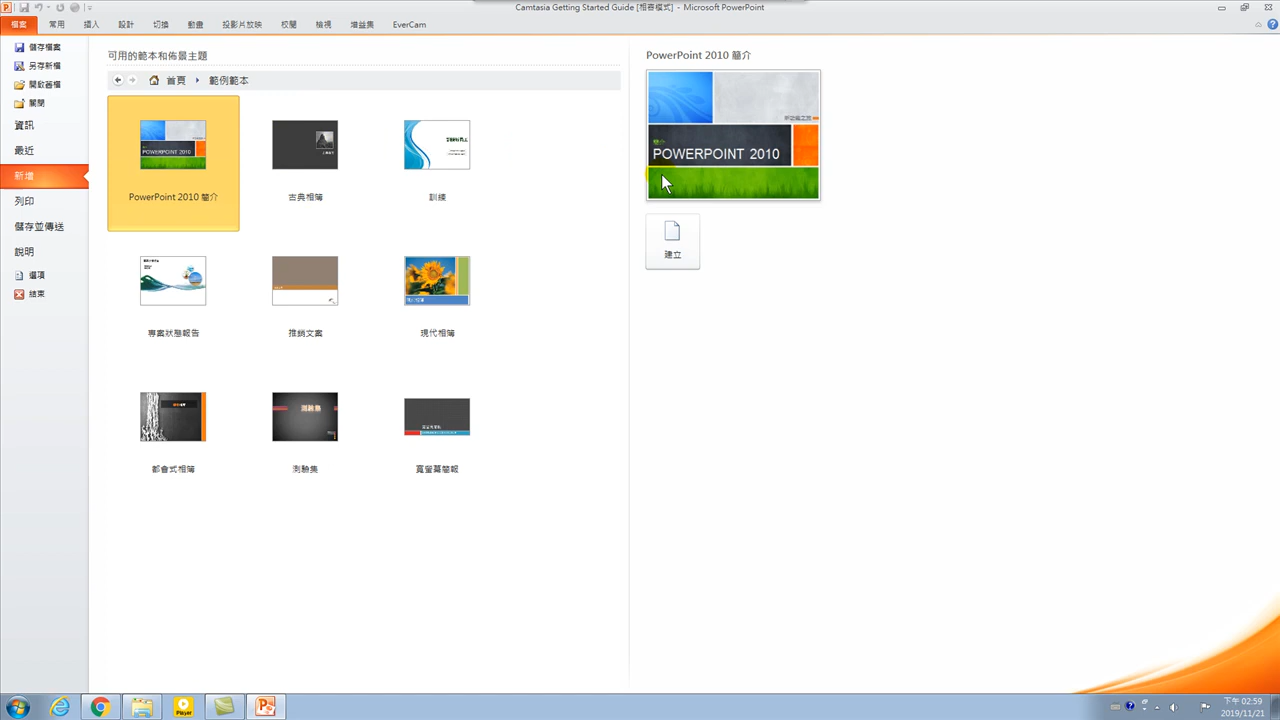 Camtasia Getting Started Guide [相容模式] - Microsoft PowerPoint
檔案 常用 插入 設計 切換 動畫 投影片放映 校閱 檢視 增益集 EverCam
儲存檔案
另存新檔
開啟舊檔
關閉
資訊
最近
新增
列印
儲存並傳送
說明
選項
結束
可用的範本和佈景主題
首頁 範例範本
POWERPOINT 2010
PowerPoint 2010 簡介
古典相簿
訓練
專案狀態報告
推銷文案
現代相簿
都會式相簿
測驗集
測驗集
寬螢幕簡報
PowerPoint 2010 簡介
簡介
POWERPOINT 2010
建立
Player
下午 02:59
2019/11/21